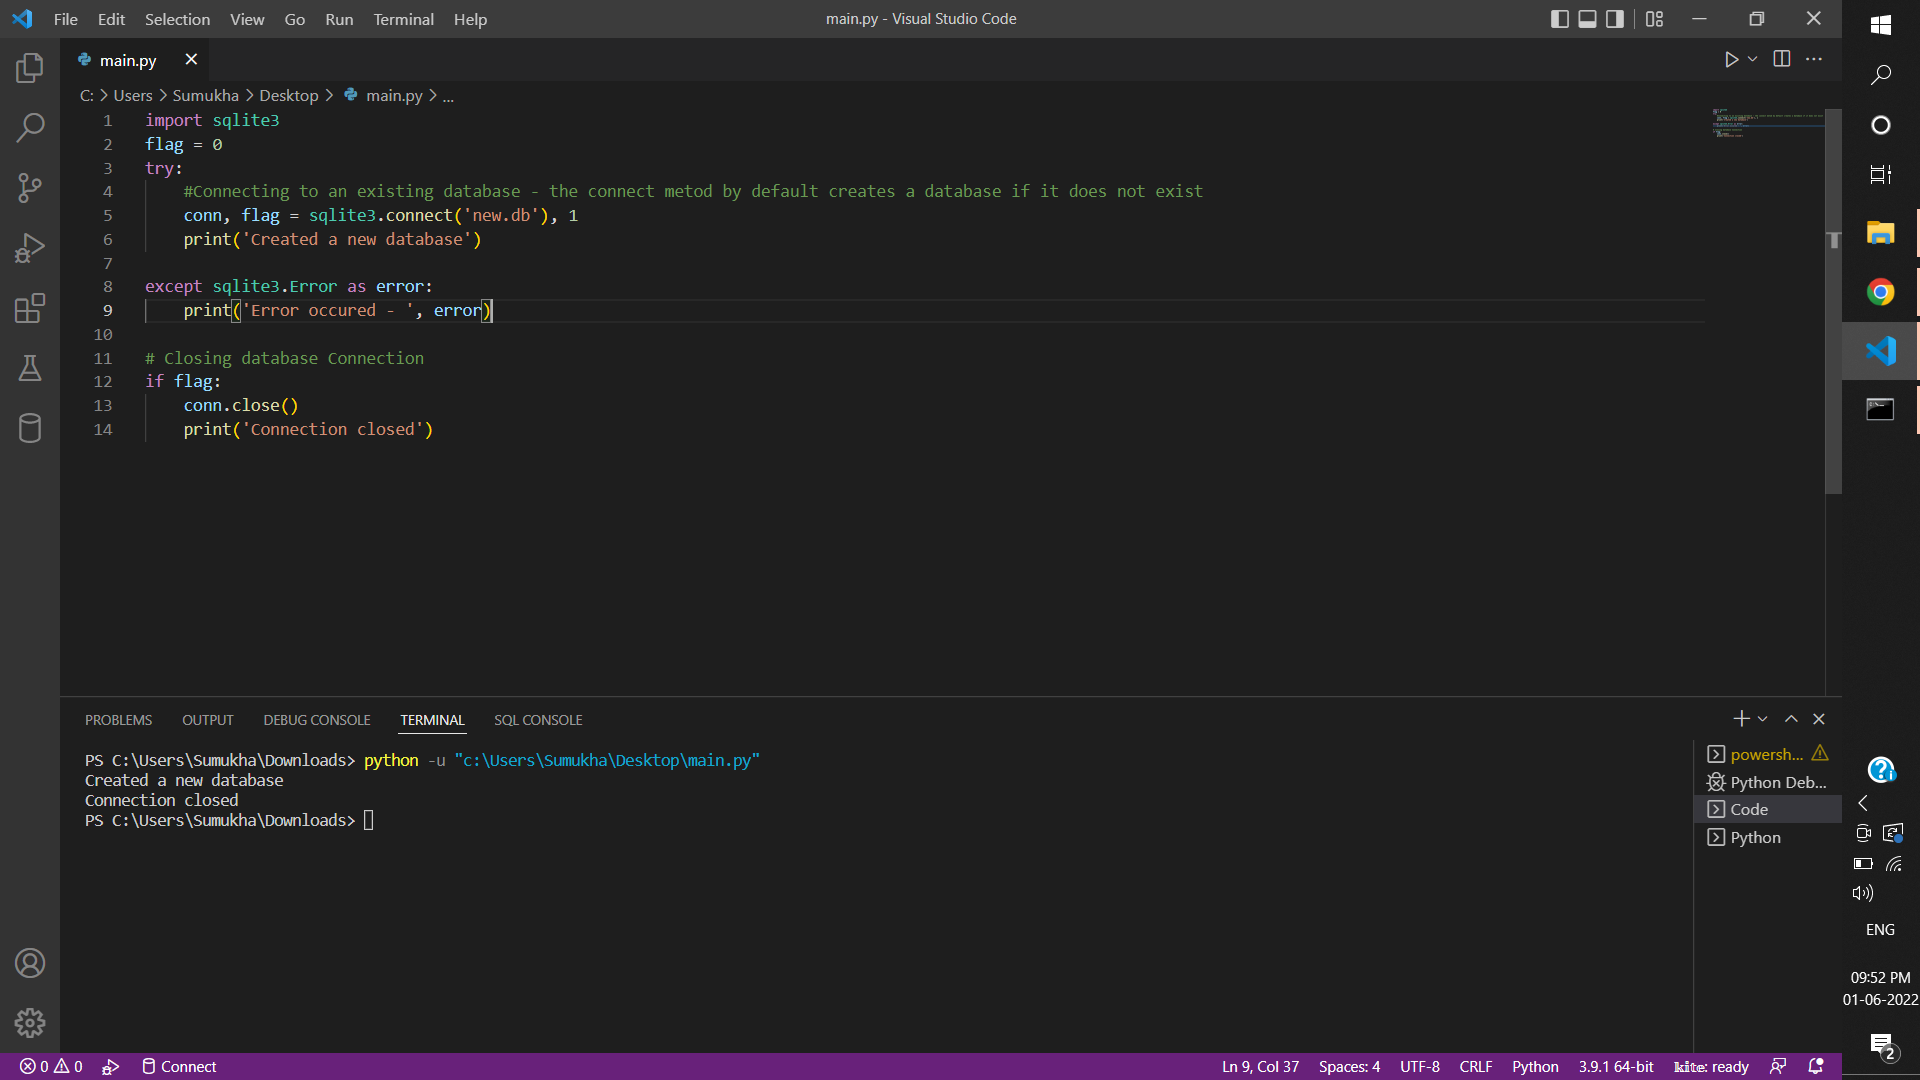 File Edit Selection View Go Run Terminal Help
main.py - Visual Studio Code
main.py
C: > Users > Sumukha > Desktop > main.py > ...
1 import sqlite3
2 flag = 0
3 try:
4 #Connecting to an existing database - the connect metod by default creates a database if it does not exist
5 conn, flag = sqlite3.connect('new.db'), 1
6 print('Created a new database')
7
8 except sqlite3.Error as error:
9 print('Error occured - ', error)
10
11 # Closing database Connection
12 if flag:
13 conn.close()
14 print('Connection closed')
PROBLEMS OUTPUT DEBUG CONSOLE TERMINAL SQL CONSOLE
PS C:\Users\Sumukha\Downloads> python -u "c:\Users\Sumukha\Desktop\main.py"
Created a new database
Connection closed
PS C:\Users\Sumukha\Downloads>
powersh...
Python Deb...
Code
Python
0 0 Connect
Ln 9, Col 37 Spaces: 4 UTF-8 CRLF Python 3.9.1 64-bit kite: ready
ENG
09:52 PM
01-06-2022
2